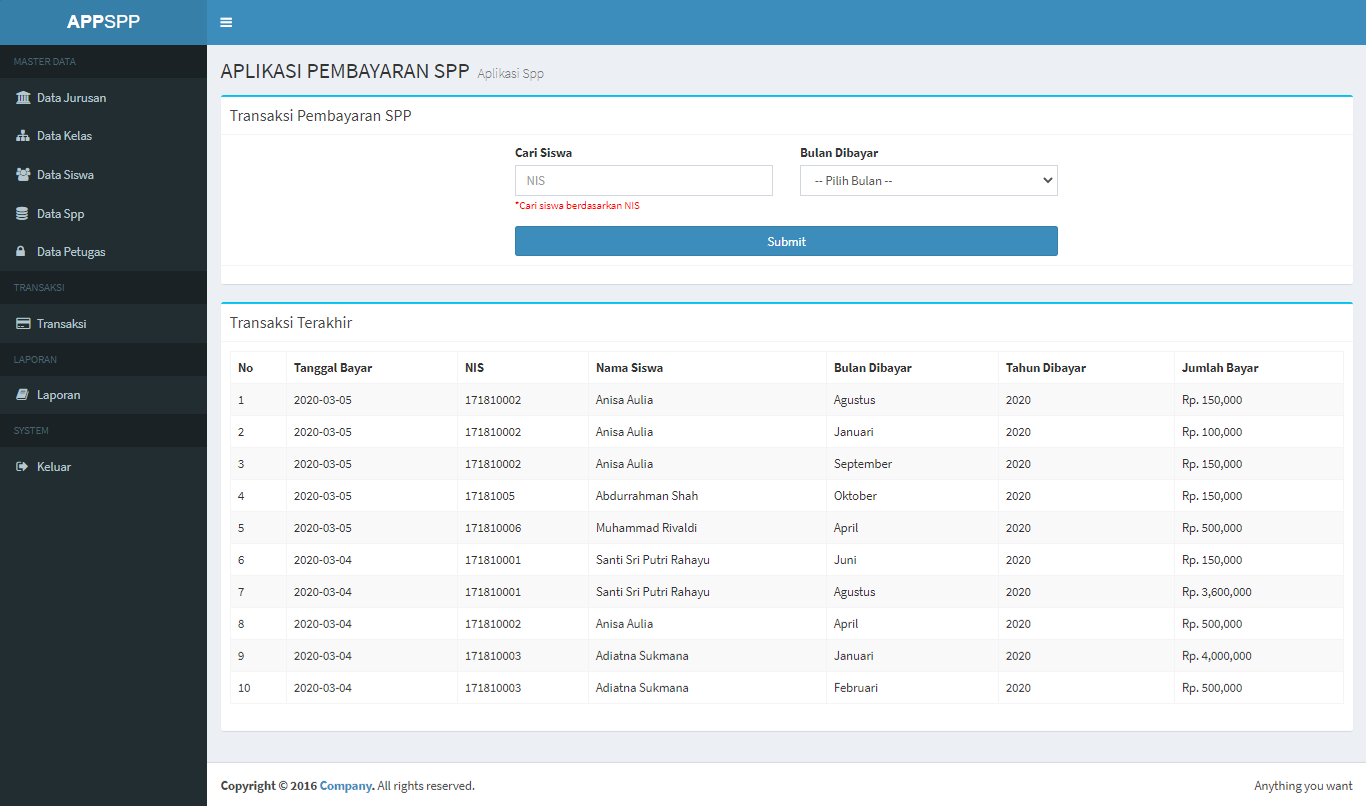 APPSPP
MASTER DATA
Data Jurusan
Data Kelas
Data Siswa
Data Spp
Data Petugas
TRANSAKSI
Transaksi
LAPORAN
Laporan
SYSTEM
Keluar
APLIKASI PEMBAYARAN SPP Aplikasi Spp
Transaksi Pembayaran SPP
Cari Siswa Bulan Dibayar
NIS -- Pilih Bulan --
*Cari siswa berdasarkan NIS
Submit
Transaksi Terakhir
No Tanggal Bayar NIS Nama Siswa Bulan Dibayar Tahun Dibayar Jumlah Bayar
1 2020-03-05 171810002 Anisa Aulia Agustus 2020 Rp. 150,000
2 2020-03-05 171810002 Anisa Aulia Januari 2020 Rp. 100,000
3 2020-03-05 171810002 Anisa Aulia September 2020 Rp. 150,000
4 2020-03-05 17181005 Abdurrahman Shah Oktober 2020 Rp. 150,000
5 2020-03-05 171810006 Muhammad Rivaldi April 2020 Rp. 500,000
6 2020-03-04 171810001 Santi Sri Putri Rahayu Juni 2020 Rp. 150,000
7 2020-03-04 171810001 Santi Sri Putri Rahayu Agustus 2020 Rp. 3,600,000
8 2020-03-04 171810002 Anisa Aulia April 2020 Rp. 500,000
9 2020-03-04 171810003 Adiatna Sukmana Januari 2020 Rp. 4,000,000
10 2020-03-04 171810003 Adiatna Sukmana Februari 2020 Rp. 500,000
Copyright © 2016 Company. All rights reserved. Anything you want